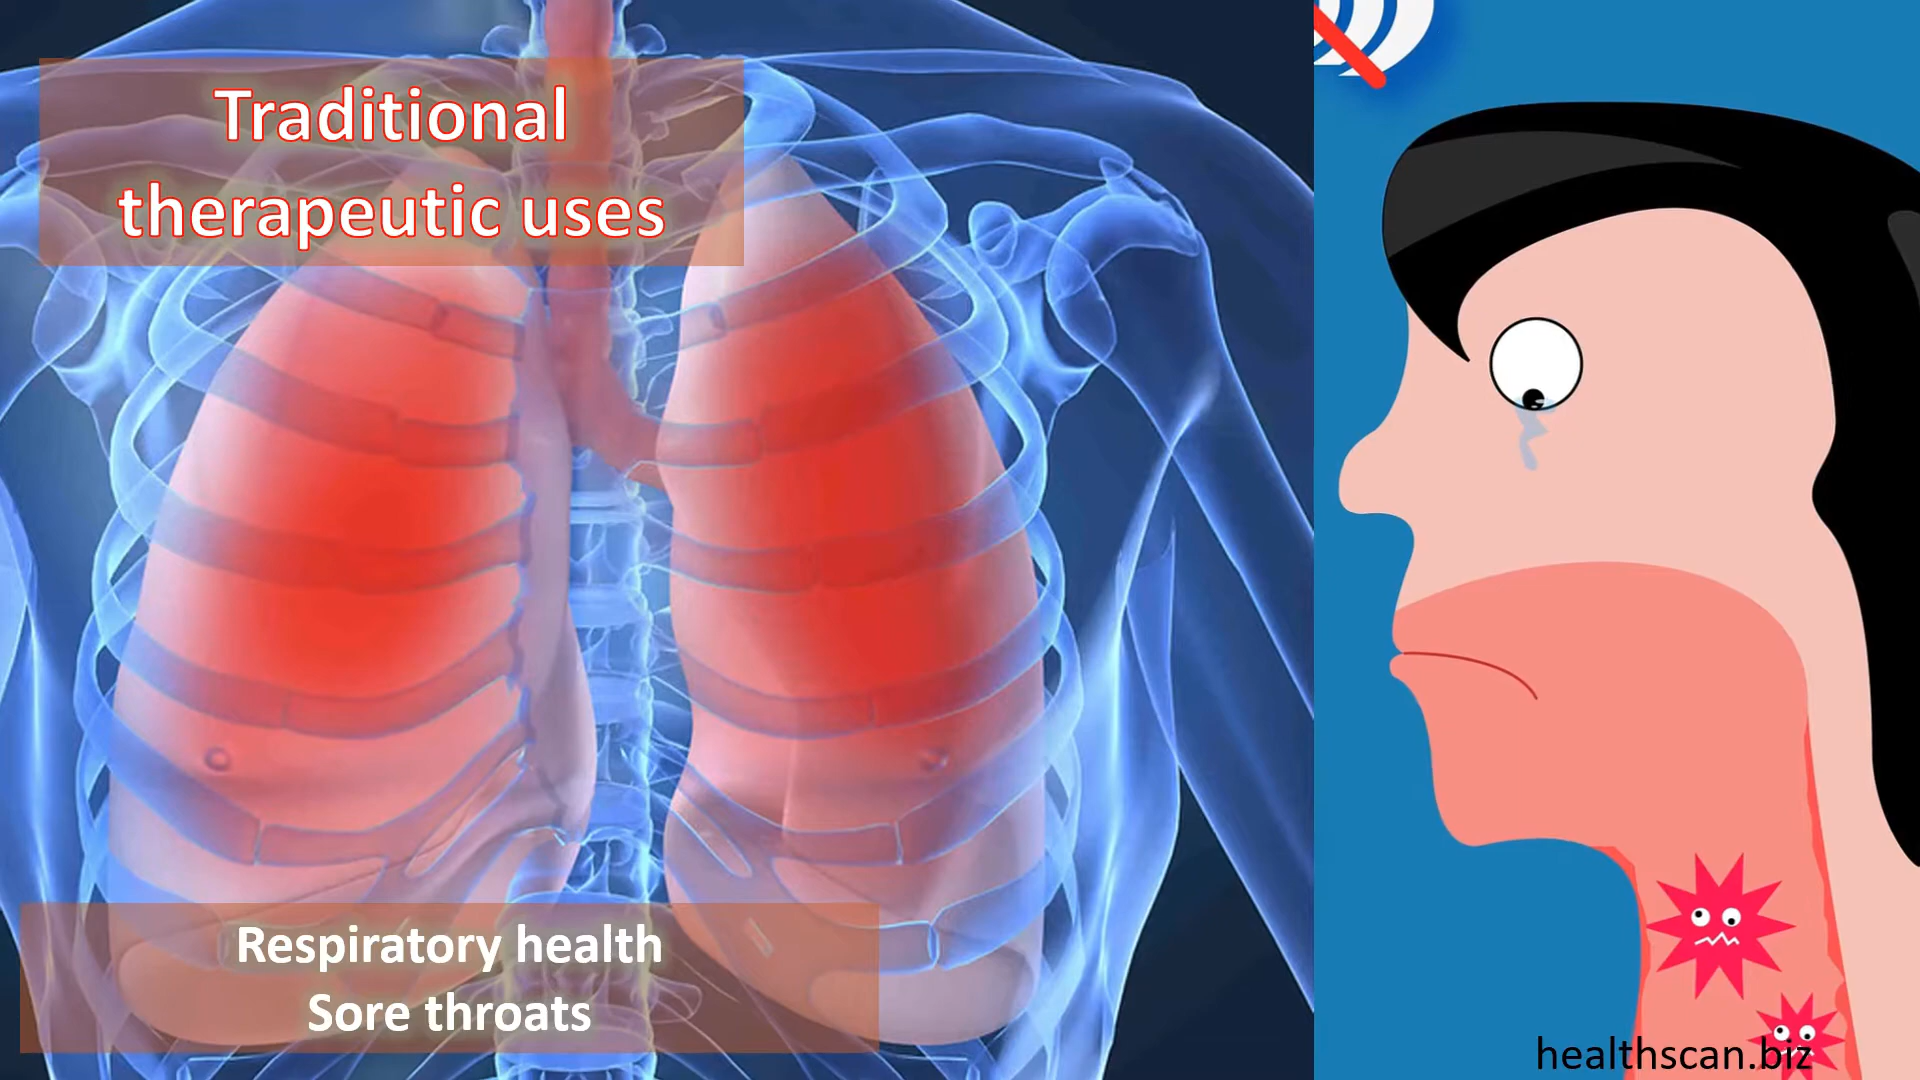 Traditional
therapeutic uses
Respiratory health
Sore throats
healthscan.biz